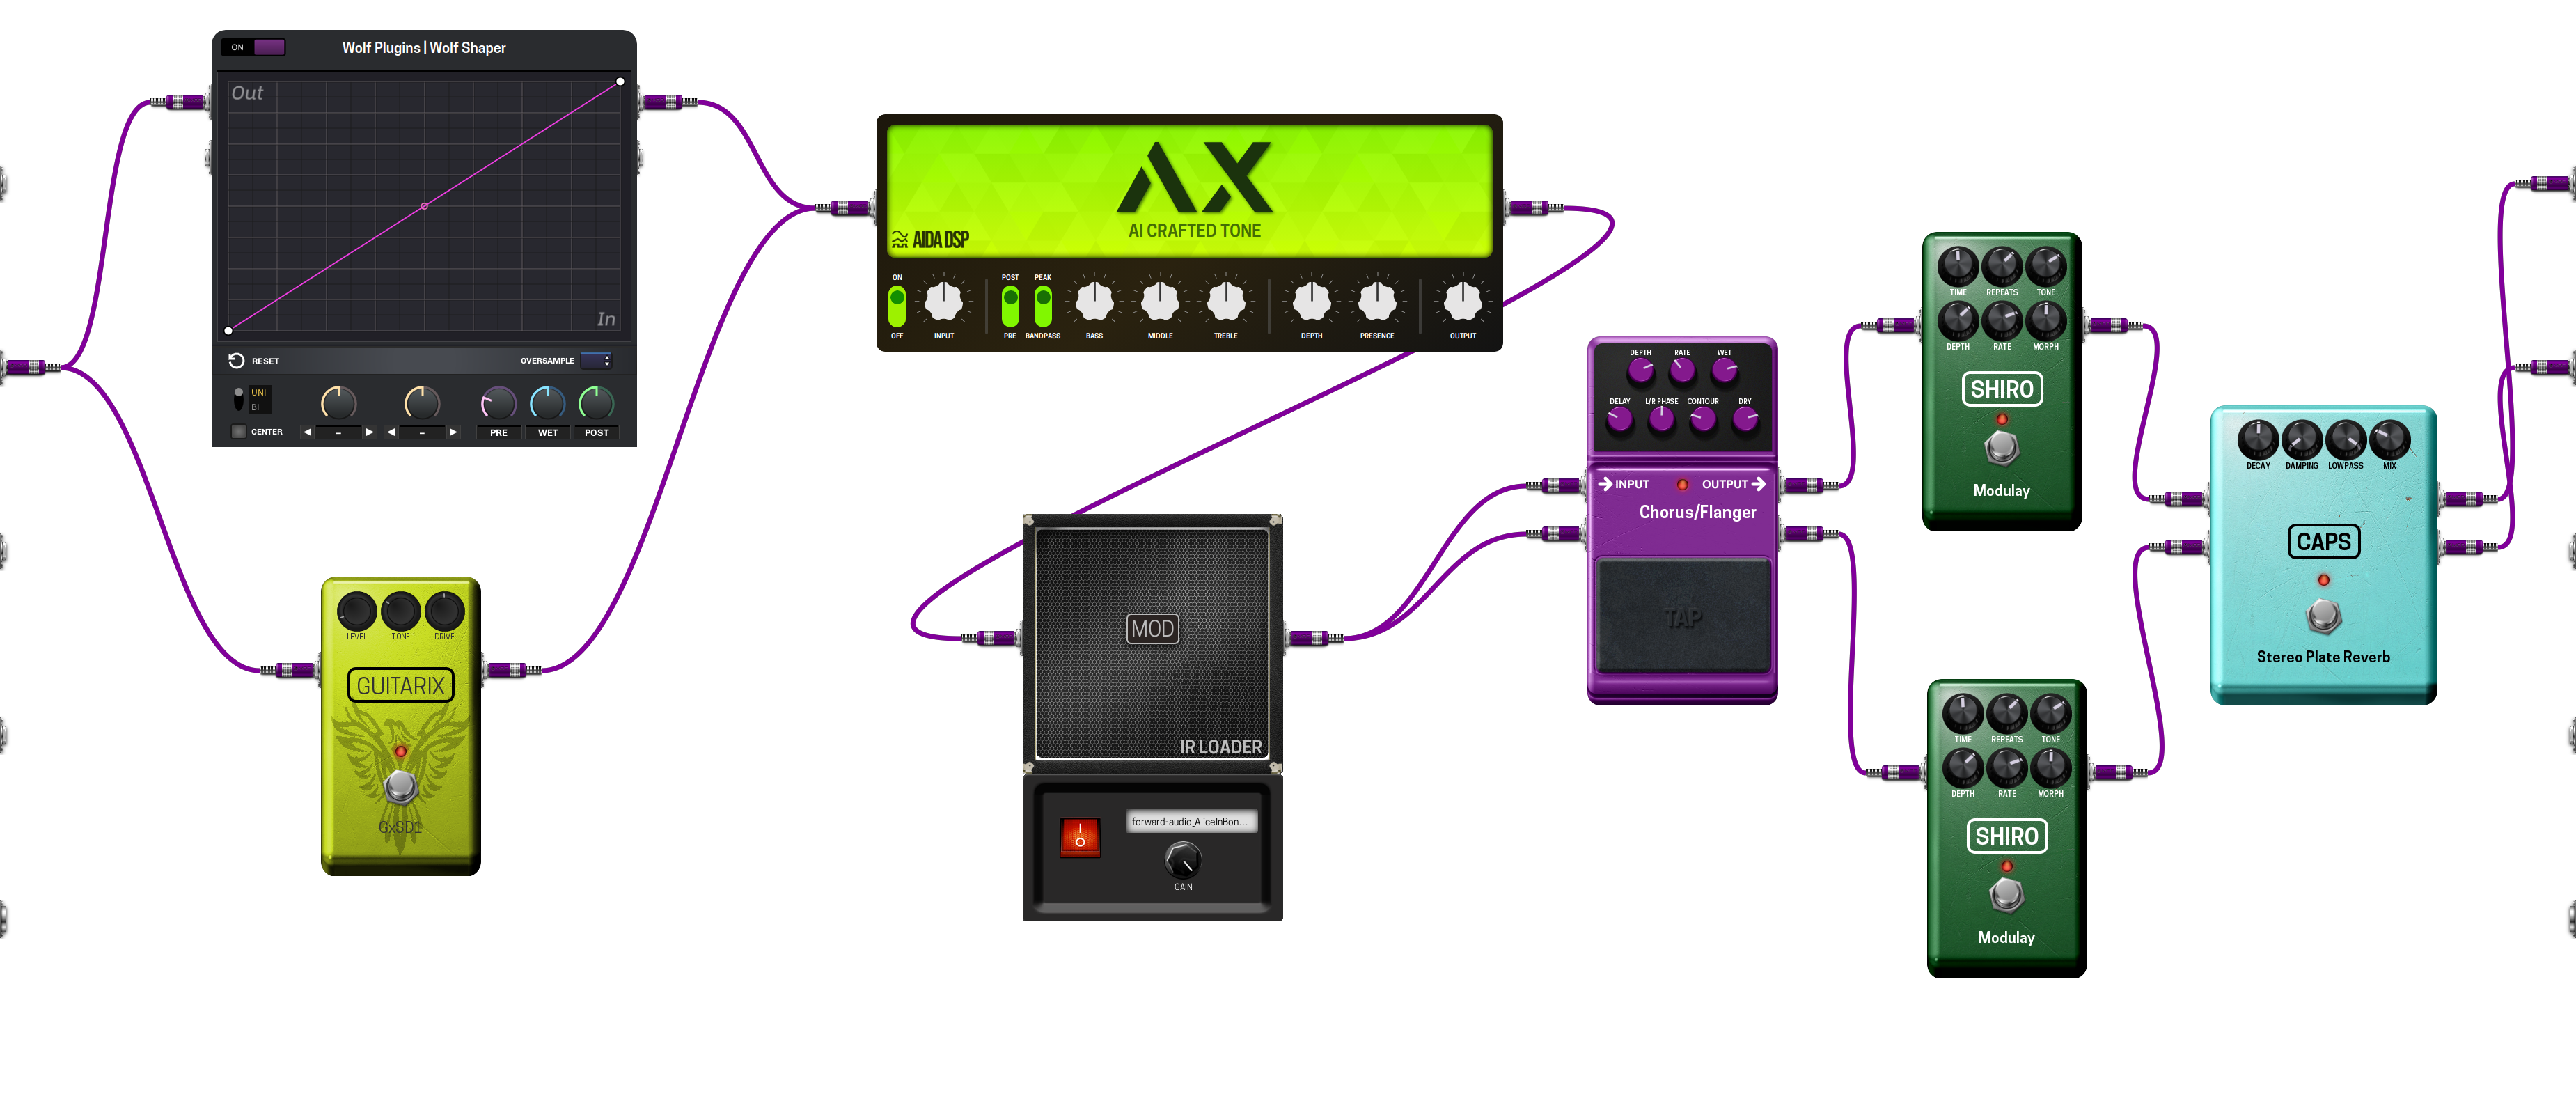 ON
Wolf Plugins | Wolf Shaper
Out
In
RESET
OVERSAMPLE
UNI
BI
CENTER
–
–
PRE
WET
POST
GUITARIX
LEVEL
TONE
DRIVE
GxSD1
AX
AI CRAFTED TONE
AIDA DSP
ON
POST
PEAK
OFF
INPUT
PRE
BANDPASS
BASS
MIDDLE
TREBLE
DEPTH
PRESENCE
OUTPUT
MOD
IR LOADER
I
O
forward-audio_AliceInBon...
GAIN
DEPTH
RATE
WET
DELAY
L/R PHASE
CONTOUR
DRY
INPUT
OUTPUT
Chorus/Flanger
TAP
TIME
REPEATS
TONE
DEPTH
RATE
MORPH
SHIRO
Modulay
TIME
REPEATS
TONE
DEPTH
RATE
MORPH
SHIRO
Modulay
DECAY
DAMPING
LOWPASS
MIX
CAPS
Stereo Plate Reverb